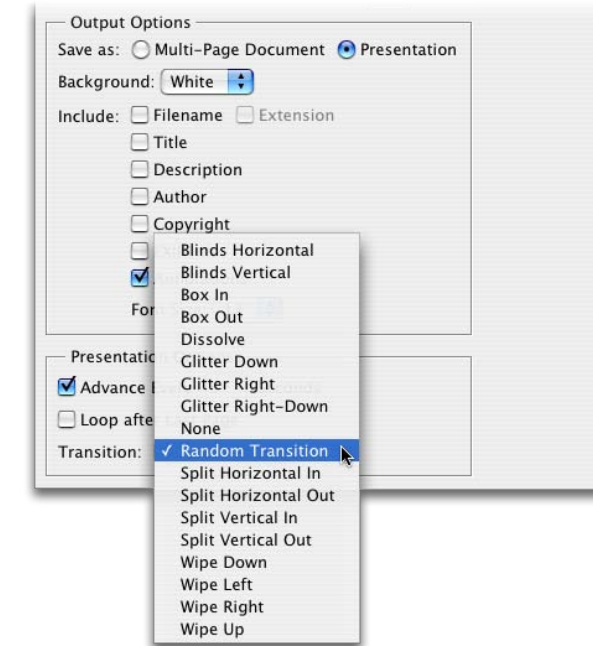 Output Options
Save as: Multi-Page Document Presentation
Background: White
Include: Filename Extension
Title
Description
Author
Copyright
For
Presentation
Advance
Loop after
Transition:
Blinds Horizontal
Blinds Vertical
Box In
Box Out
Dissolve
Glitter Down
Glitter Right
Glitter Right-Down
None
✓ Random Transition
Split Horizontal In
Split Horizontal Out
Split Vertical In
Split Vertical Out
Wipe Down
Wipe Left
Wipe Right
Wipe Up